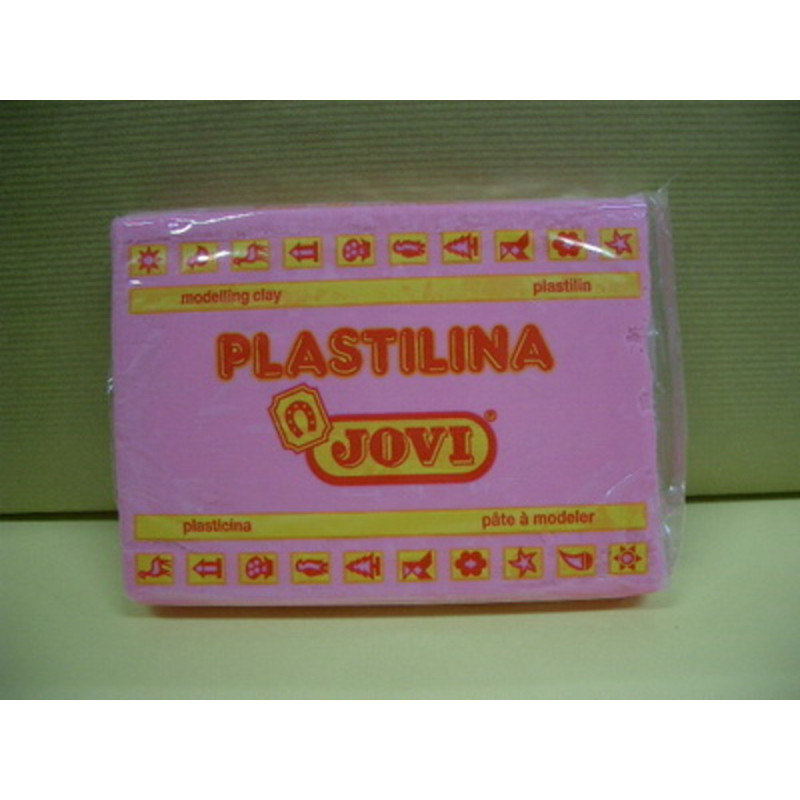 modelling clay plastilin
PLASTILINA
JOVI
plasticina pâte à modeler